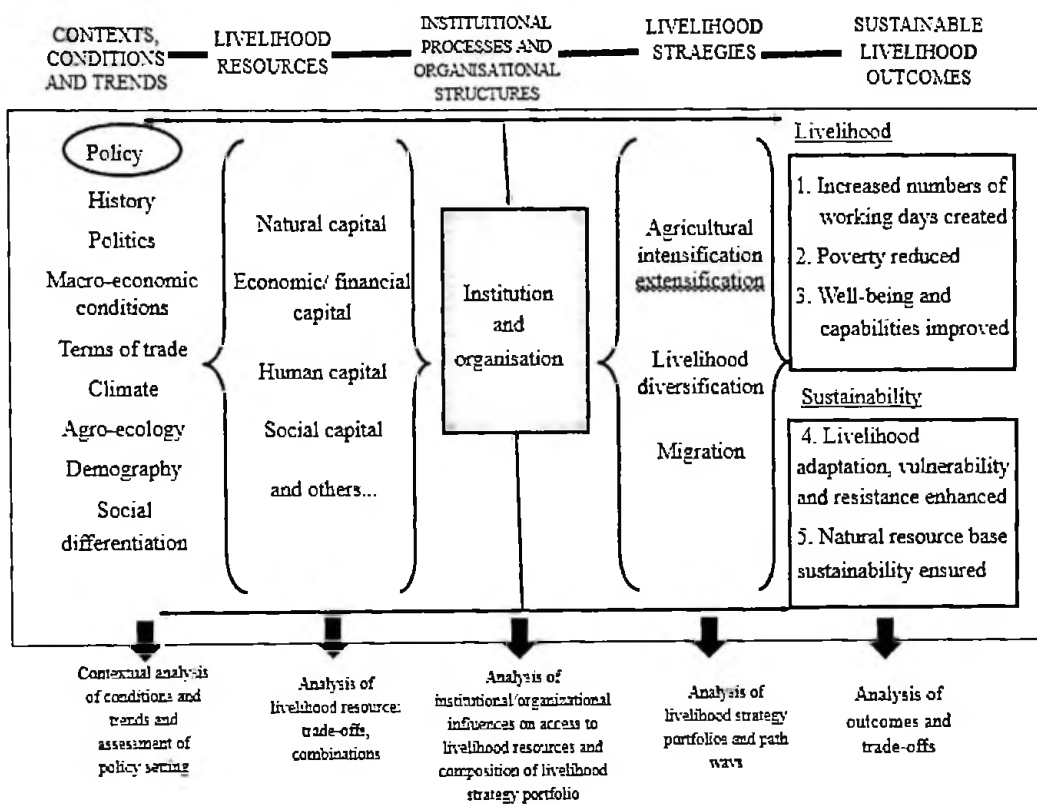 CONTEXTS,
CONDITIONS
AND TRENDS
LIVELIHOOD
RESOURCES
INSTITUTIONAL
PROCESSES AND
ORGANISATIONAL
STRUCTURES
LIVELIHOOD
STRAEGIES
SUSTAINABLE
LIVELIHOOD
OUTCOMES
Policy
History
Politics
Macro-economic
conditions
Terms of trade
Climate
Agro-ecology
Demography
Social
differentiation
Natural capital
Economic/ financial
capital
Human capital
Social capital
and others...
Institution
and
organisation
Agricultural
intensification
extensification
Livelihood
diversification
Migration
Livelihood
1. Increased numbers of
working days created
2. Poverty reduced
3. Well-being and
capabilities improved
Sustainability
4. Livelihood
adaptation, vulnerability
and resistance enhanced
5. Natural resource base
sustainability ensured
Contextual analysis
of conditions and
trends and
assessment of
policy setting
Analysis of
livelihood resource:
trade-offs,
combinations
Analysis of
institutional/organizational
influences on access to
livelihood resources and
composition of livelihood
strategy portfolio
Analysis of
livelihood strategy
portfolios and path
ways
Analysis of
outcomes and
trade-offs